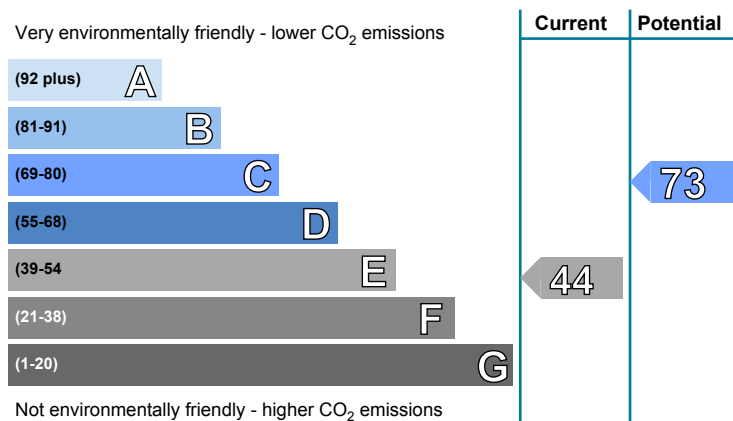 Current Potential
Very environmentally friendly - lower CO2 emissions
(92 plus) A
(81-91) B
(69-80) C
73
(55-68) D
(39-54 E
44
(21-38) F
(1-20) G
Not environmentally friendly - higher CO2 emissions